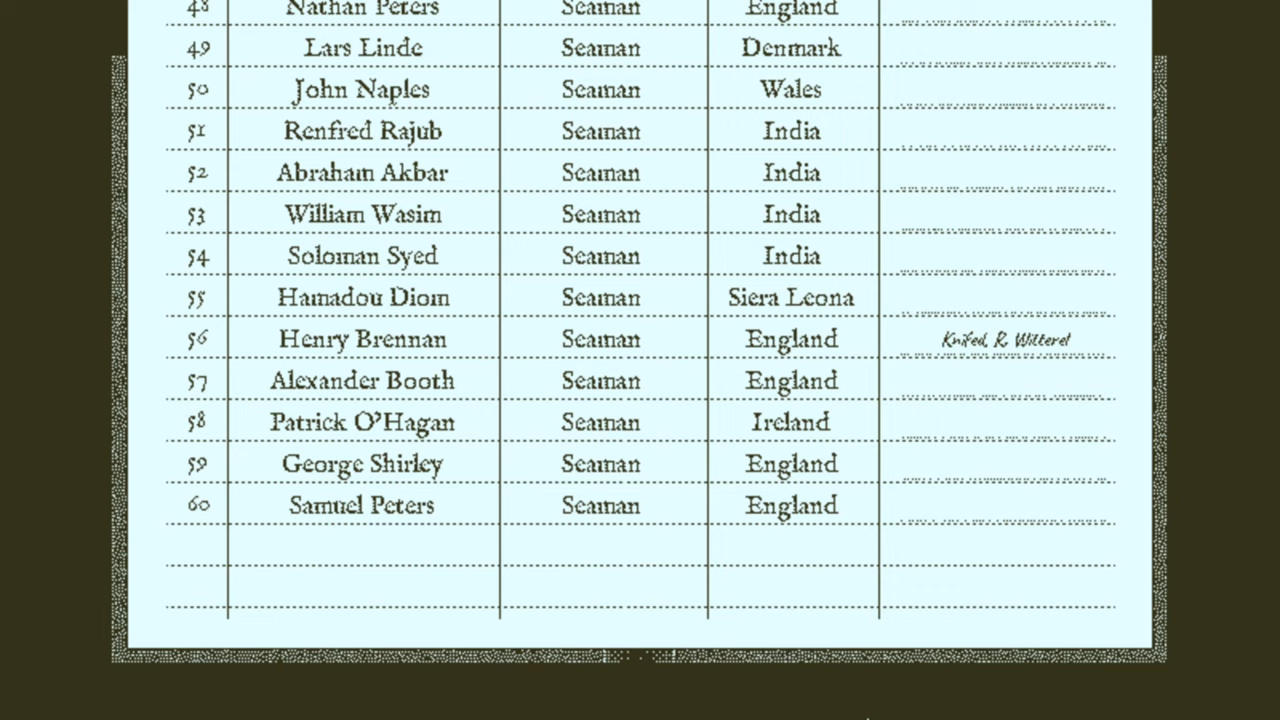 48 Nathan Peters Seaman England
49 Lars Linde Seaman Denmark
50 John Naples Seaman Wales
51 Renfred Rajub Seaman India
52 Abraham Akbar Seaman India
53 William Wasim Seaman India
54 Soloman Syed Seaman India
55 Hamadou Diom Seaman Siera Leona
56 Henry Brennan Seaman England Knifed, R. Witterel
57 Alexander Booth Seaman England
58 Patrick O'Hagan Seaman Ireland
59 George Shirley Seaman England
60 Samuel Peters Seaman England